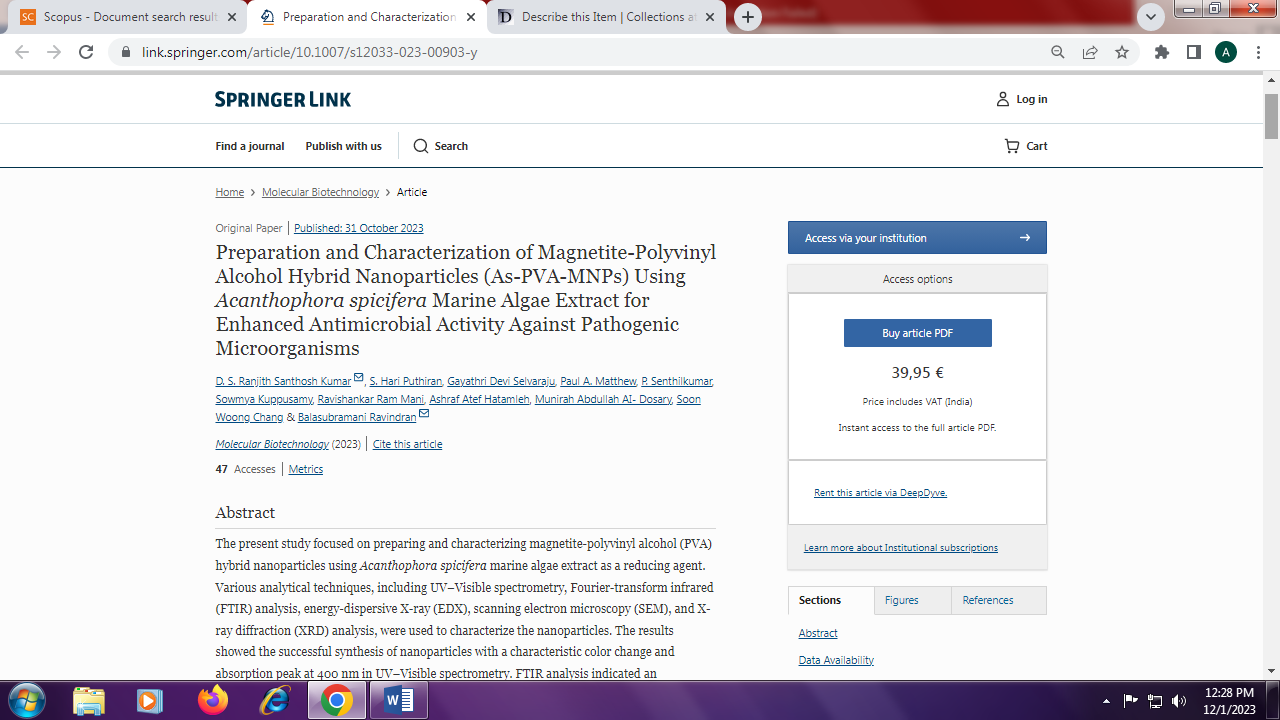 Scopus - Document search result
Preparation and Characterization
Describe this Item | Collections a
link.springer.com/article/10.1007/s12033-023-00903-y
A
SPRINGER LINK
Log in
Find a journal
Publish with us
Search
Cart
Home > Molecular Biotechnology > Article
Original Paper | Published: 31 October 2023
Preparation and Characterization of Magnetite-Polyvinyl
Alcohol Hybrid Nanoparticles (As-PVA-MNPs) Using
Acanthophora spicifera Marine Algae Extract for
Enhanced Antimicrobial Activity Against Pathogenic
Microorganisms
D. S. Ranjith Santhosh Kumar, S. Hari Puthiran, Gayathri Devi Selvaraju, Paul A. Matthew, P. Senthilkumar,
Sowmya Kuppusamy, Ravishankar Ram Mani, Ashraf Atef Hatamleh, Munirah Abdullah Al- Dosary, Soon
Woong Chang & Balasubramani Ravindran
Molecular Biotechnology (2023) | Cite this article
47 Accesses | Metrics
Abstract
The present study focused on preparing and characterizing magnetite-polyvinyl alcohol (PVA)
hybrid nanoparticles using Acanthophora spicifera marine algae extract as a reducing agent.
Various analytical techniques, including UV–Visible spectrometry, Fourier-transform infrared
(FTIR) analysis, energy-dispersive X-ray (EDX), scanning electron microscopy (SEM), and X-
ray diffraction (XRD) analysis, were used to characterize the nanoparticles. The results
showed the successful synthesis of nanoparticles with a characteristic color change and
absorption peak at 400 nm in UV–Visible spectrometry. FTIR analysis indicated an
Access via your institution
Access options
Buy article PDF
39,95 €
Price includes VAT (India)
Instant access to the full article PDF.
Rent this article via DeepDyve.
Learn more about Institutional subscriptions
Sections
Figures
References
Abstract
Data Availability
12:28 PM
12/1/2023